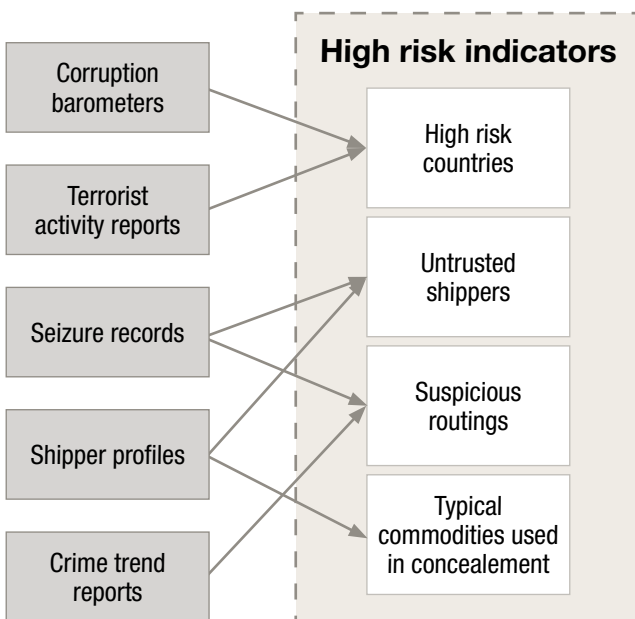 High risk indicators
Corruption
barometers
Terrorist
activity reports
Seizure records
Shipper profiles
Crime trend
reports
High risk
countries
Untrusted
shippers
Suspicious
routings
Typical
commodities used
in concealement